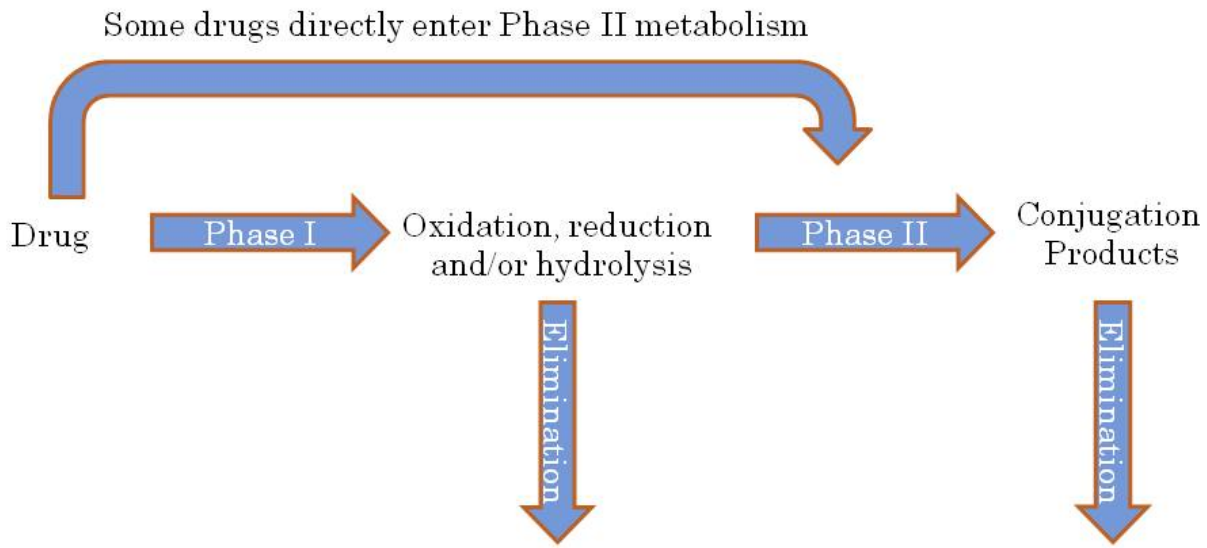 Some drugs directly enter Phase II metabolism
Drug
Phase I
Oxidation, reduction
and/or hydrolysis
Phase II
Conjugation
Products
Elimination
Elimination